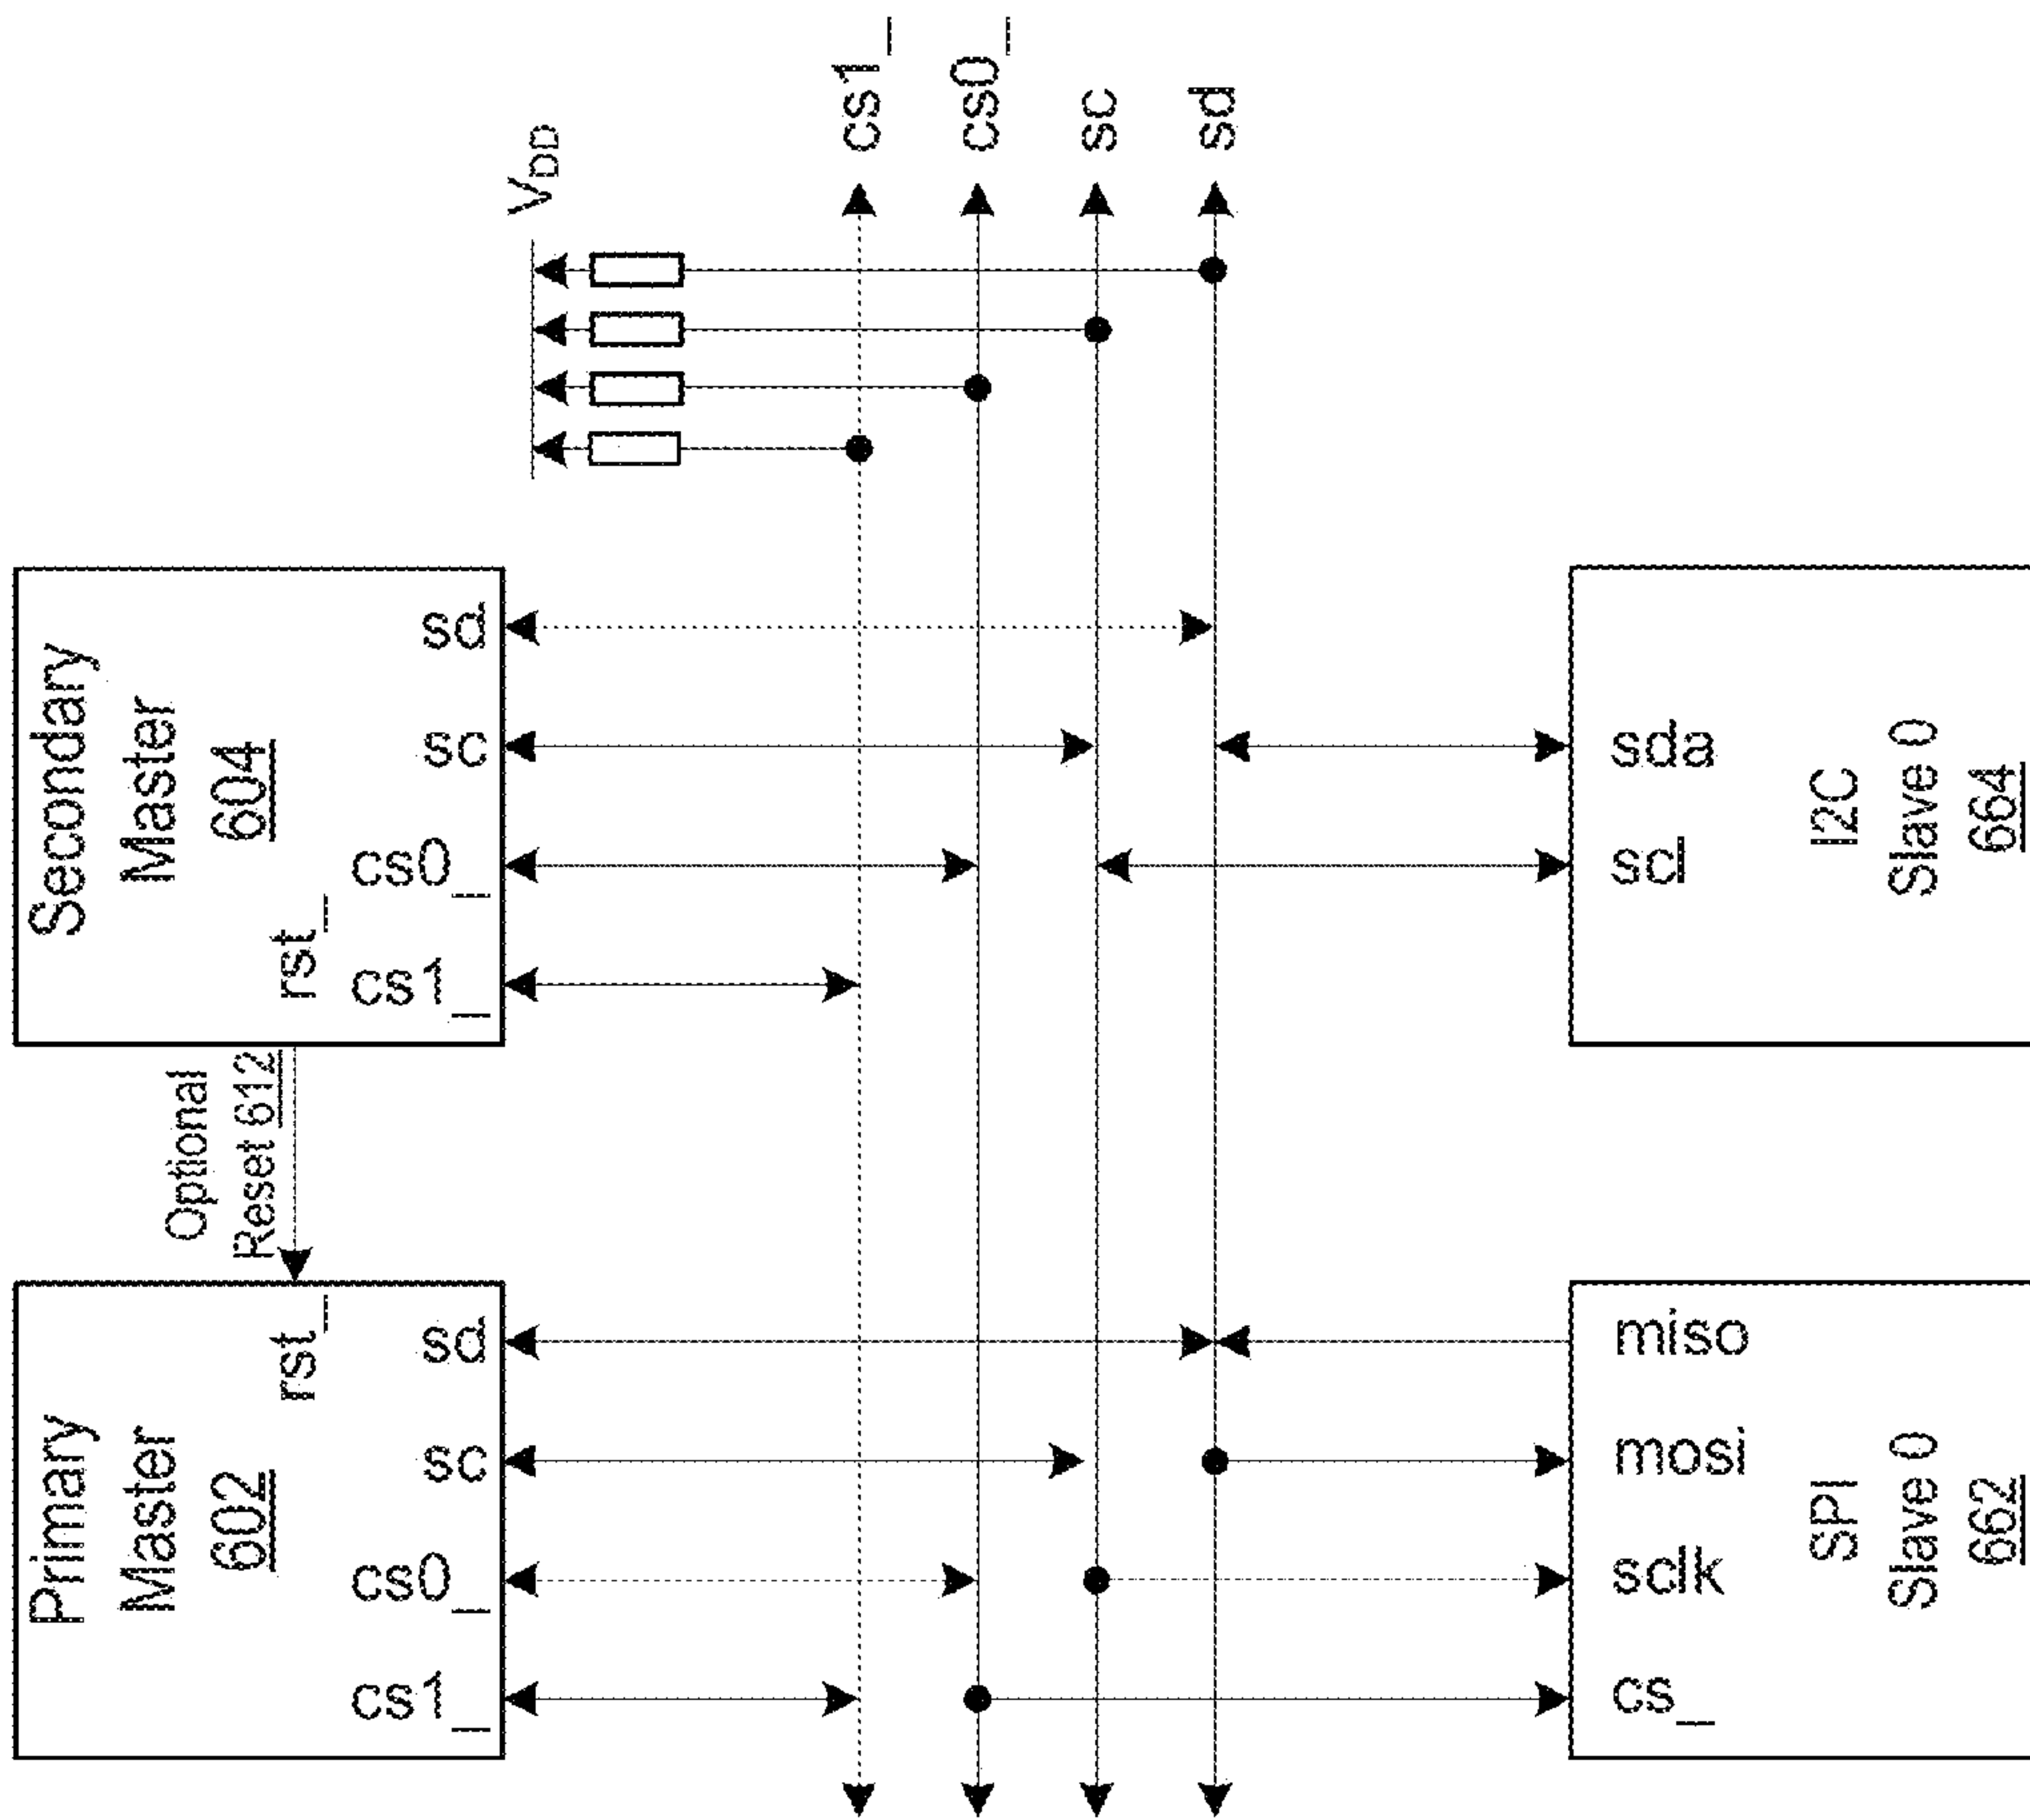 Primary
Master
602
rst_
sd
sc
cs0_
cs1_
Optional
Reset 612
Secondary
Master
604
rst_
sd
sc
cs0_
cs1_
VDD
cs1_
cs0_
sc
sd
miso
mosi
sclk
cs_
SPI
Slave 0
662
sda
scl
I2C
Slave 0
664